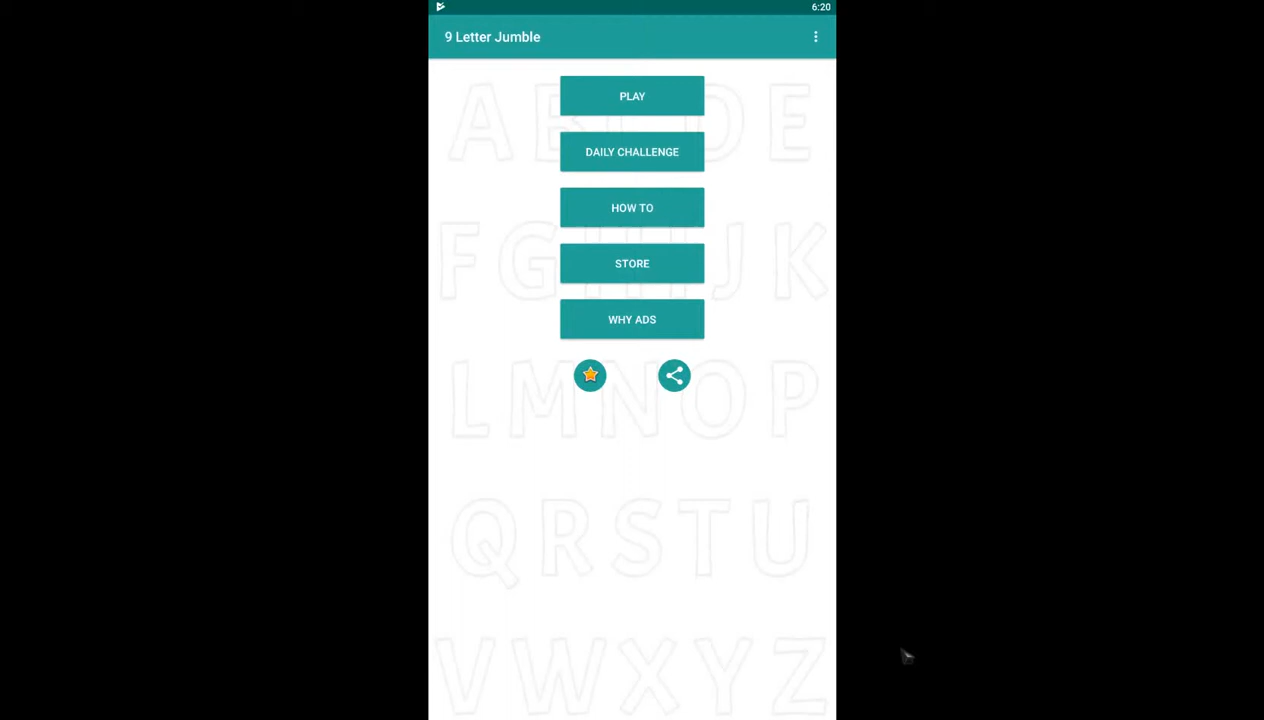 6:20
9 Letter Jumble
PLAY
DAILY CHALLENGE
HOW TO
STORE
WHY ADS
A B C D E
F G H I J K
L M N O P
Q R S T U
V W X Y Z